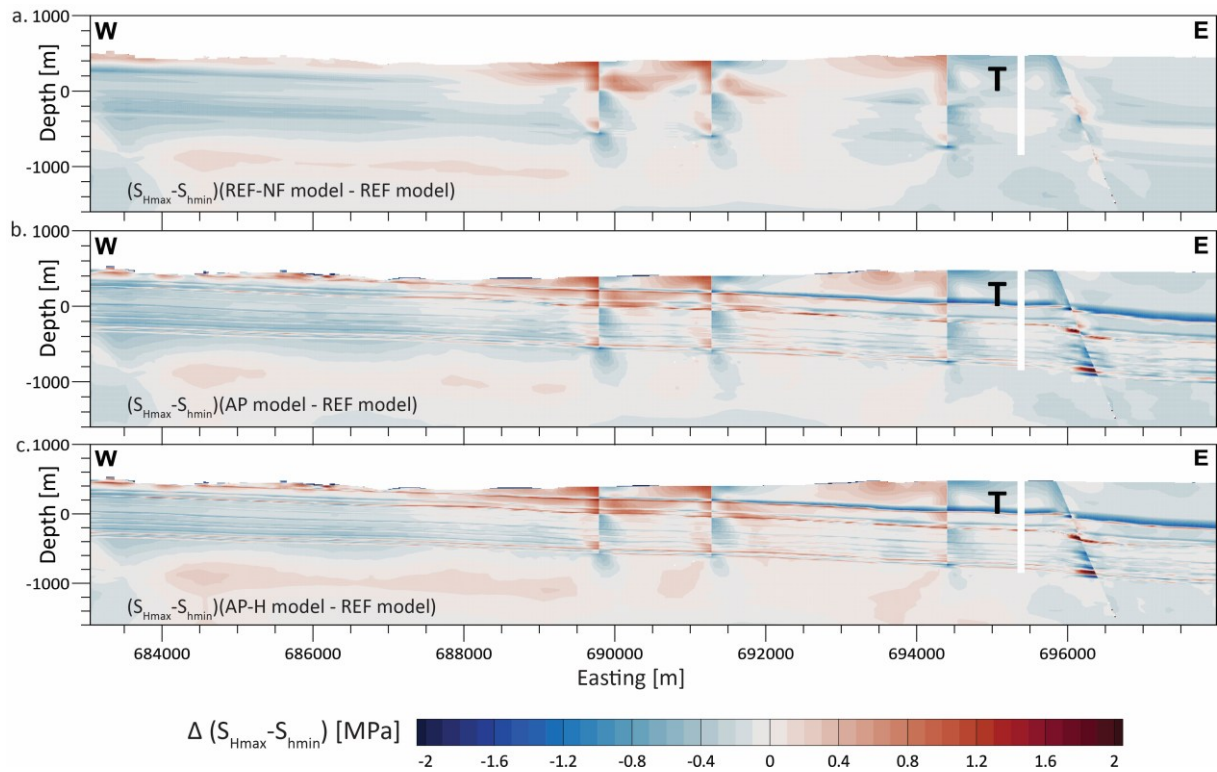 a. 1000
W E
Depth [m]
0
T
-1000
(SHmax-Shmin)(REF-NF model - REF model)
b. 1000
W E
Depth [m]
0
T
-1000
(SHmax-Shmin)(AP model - REF model)
c. 1000
W E
Depth [m]
0
T
-1000
(SHmax-Shmin)(AP-H model - REF model)
684000 686000 688000 690000 692000 694000 696000
Easting [m]
Δ (SHmax-Shmin) [MPa]
-2 -1.6 -1.2 -0.8 -0.4 0 0.4 0.8 1.2 1.6 2